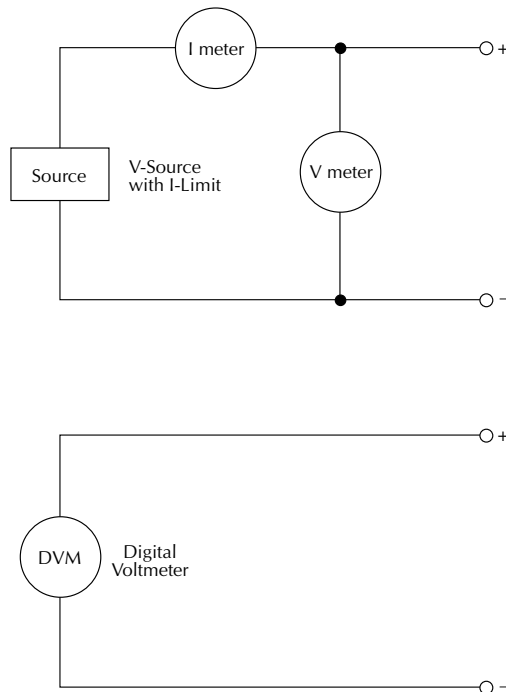 I meter
+
Source
V-Source
with I-Limit
V meter
–
+
DVM
Digital
Voltmeter
–